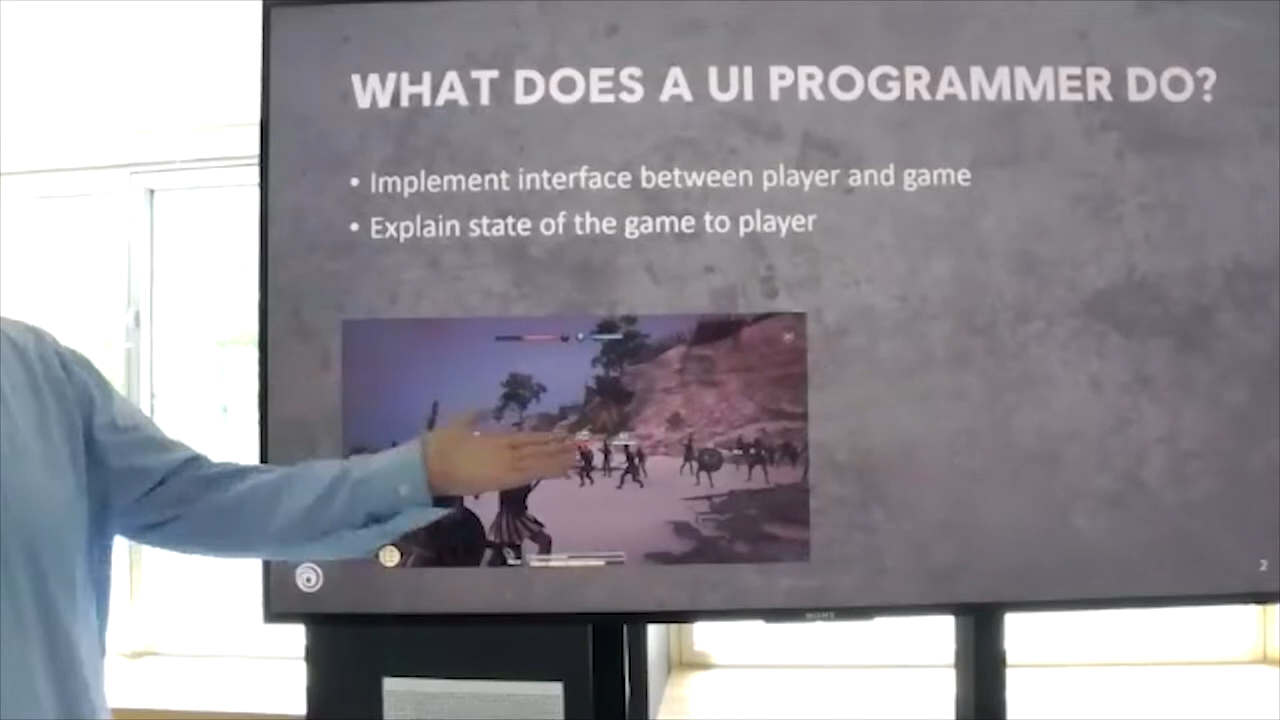 WHAT DOES A UI PROGRAMMER DO?
• Implement interface between player and game
• Explain state of the game to player
2
SONY